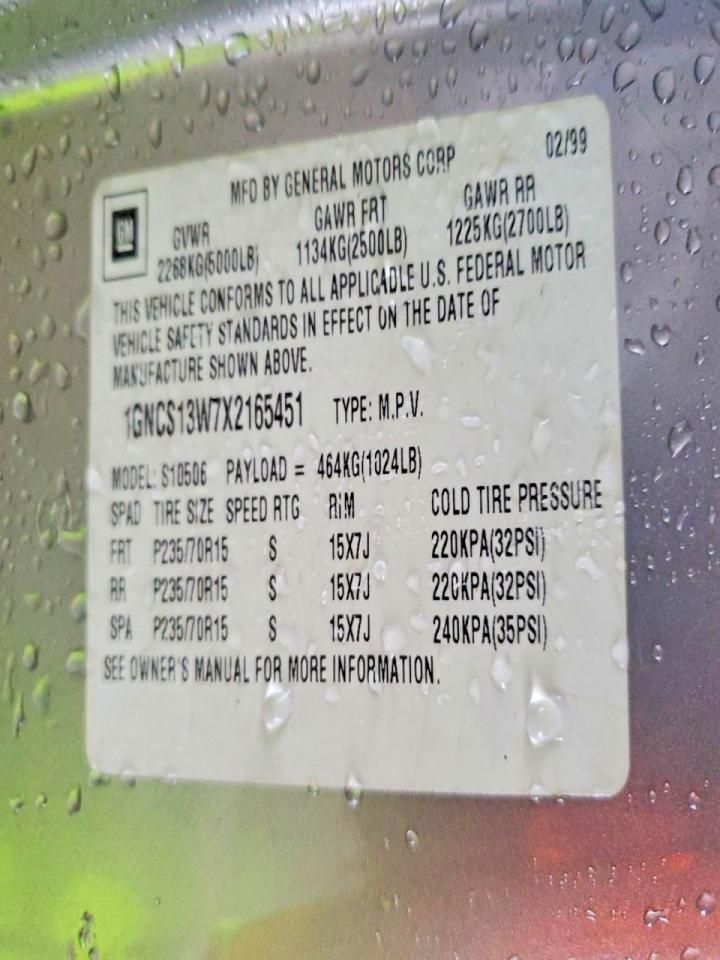 02/99
MFD BY GENERAL MOTORS CORP
GM
GVWR GAWR FRT GAWR RR
2268KG(5000LB) 1134KG(2500LB) 1225KG(2700LB)
THIS VEHICLE CONFORMS TO ALL APPLICABLE U.S. FEDERAL MOTOR
VEHICLE SAFETY STANDARDS IN EFFECT ON THE DATE OF
MANUFACTURE SHOWN ABOVE.
1GNCS13W7X2165451 TYPE: M.P.V.
MODEL: S10506 PAYLOAD = 464KG(1024LB)
SPAD TIRE SIZE SPEED RTG RIM COLD TIRE PRESSURE
FRT P235/70R15 S 15X7J 220KPA(32PSI)
RR P235/70R15 S 15X7J 220KPA(32PSI)
SPA P235/70R15 S 15X7J 240KPA(35PSI)
SEE OWNER'S MANUAL FOR MORE INFORMATION.